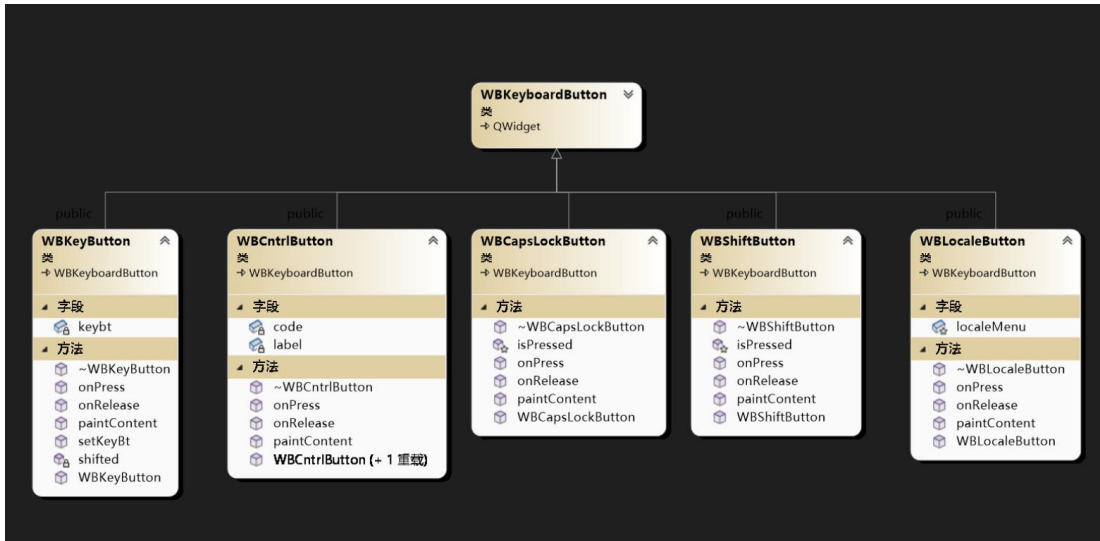 WBKeyboardButton
类
QWidget
public
public
public
public
WBKeyButton
类
WBKeyboardButton
字段
keybt
方法
~WBKeyButton
onPress
onRelease
paintContent
setKeyBt
shifted
WBKeyButton
WBCntrlButton
类
WBKeyboardButton
字段
code
label
方法
~WBCntrlButton
onPress
onRelease
paintContent
WBCntrlButton (+ 1 重载)
WBCapsLockButton
类
WBKeyboardButton
方法
~WBCapsLockButton
isPressed
onPress
onRelease
paintContent
WBCapsLockButton
WBShiftButton
类
WBKeyboardButton
方法
~WBShiftButton
isPressed
onPress
onRelease
paintContent
WBShiftButton
WBLocaleButton
类
WBKeyboardButton
字段
localeMenu
方法
~WBLocaleButton
onPress
onRelease
paintContent
WBLocaleButton